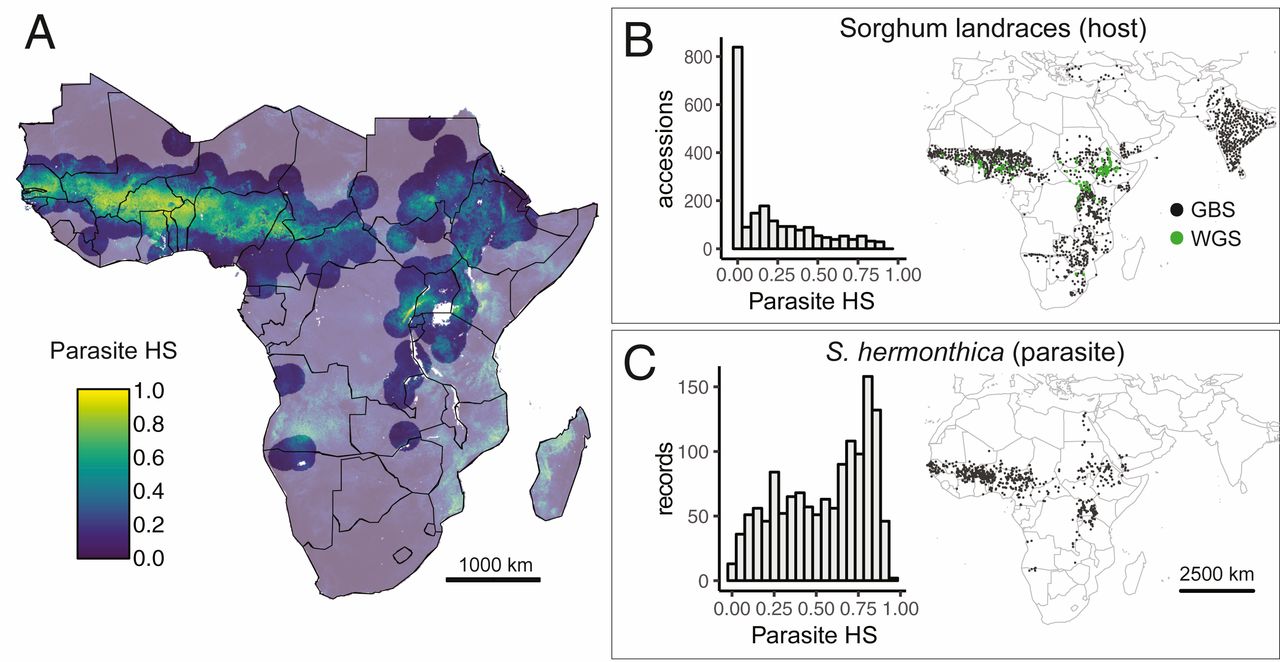 A
Parasite HS
1.0
0.8
0.6
0.4
0.2
0.0
1000 km
B
Sorghum landraces (host)
accessions
800
600
400
200
0
0.00 0.25 0.50 0.75 1.00
Parasite HS
GBS
WGS
C
S. hermonthica (parasite)
records
150
100
50
0
0.00 0.25 0.50 0.75 1.00
Parasite HS
2500 km